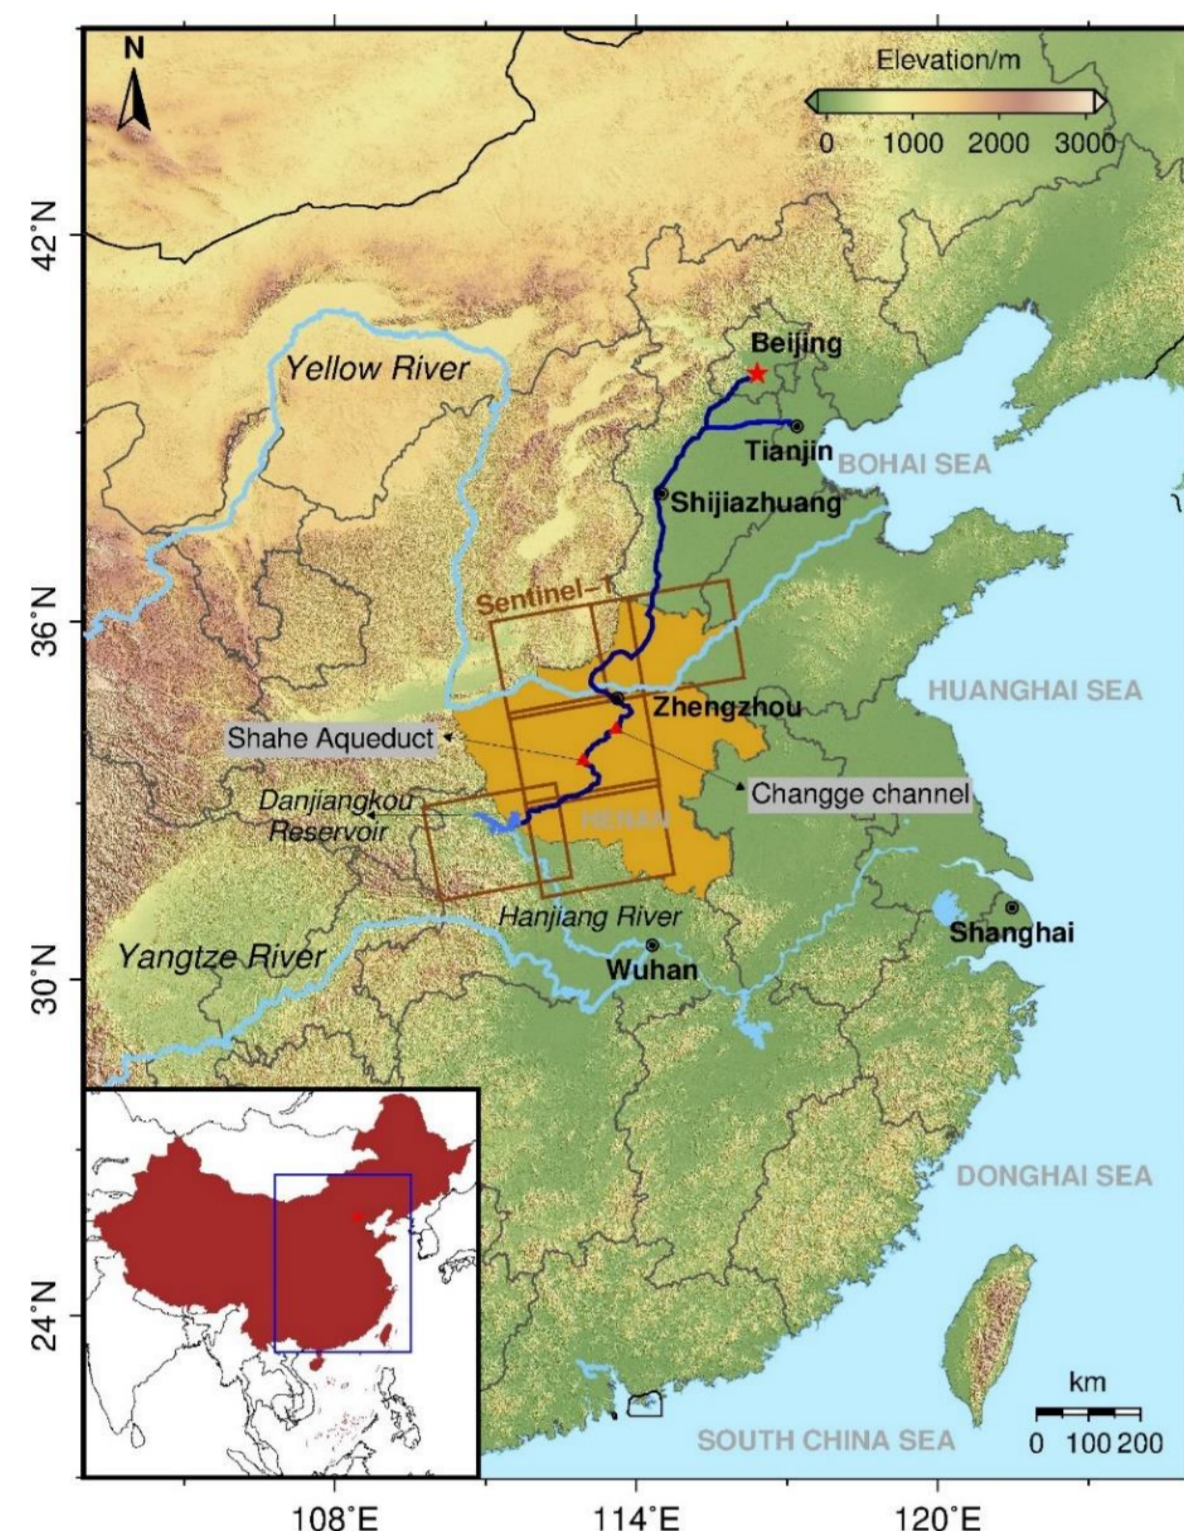 N
Elevation/m
0 1000 2000 3000
42°N
Beijing
Yellow River
Tianjin
BOHAI SEA
Shijiazhuang
Sentinel-1
36°N
HUANGHAI SEA
Zhengzhou
Shahe Aqueduct
Changge channel
Danjiangkou
Reservoir
HENAN
Hanjiang River
Shanghai
Yangtze River
Wuhan
30°N
DONGHAI SEA
24°N
km
0 100 200
SOUTH CHINA SEA
108°E 114°E 120°E